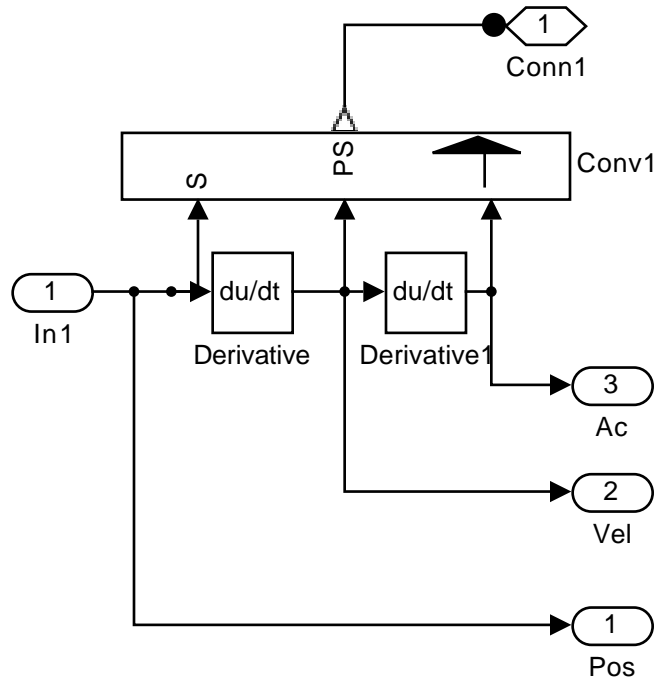 1
Conn1
PS
S
Conv1
1
In1
du/dt
Derivative
du/dt
Derivative1
3
Ac
2
Vel
1
Pos